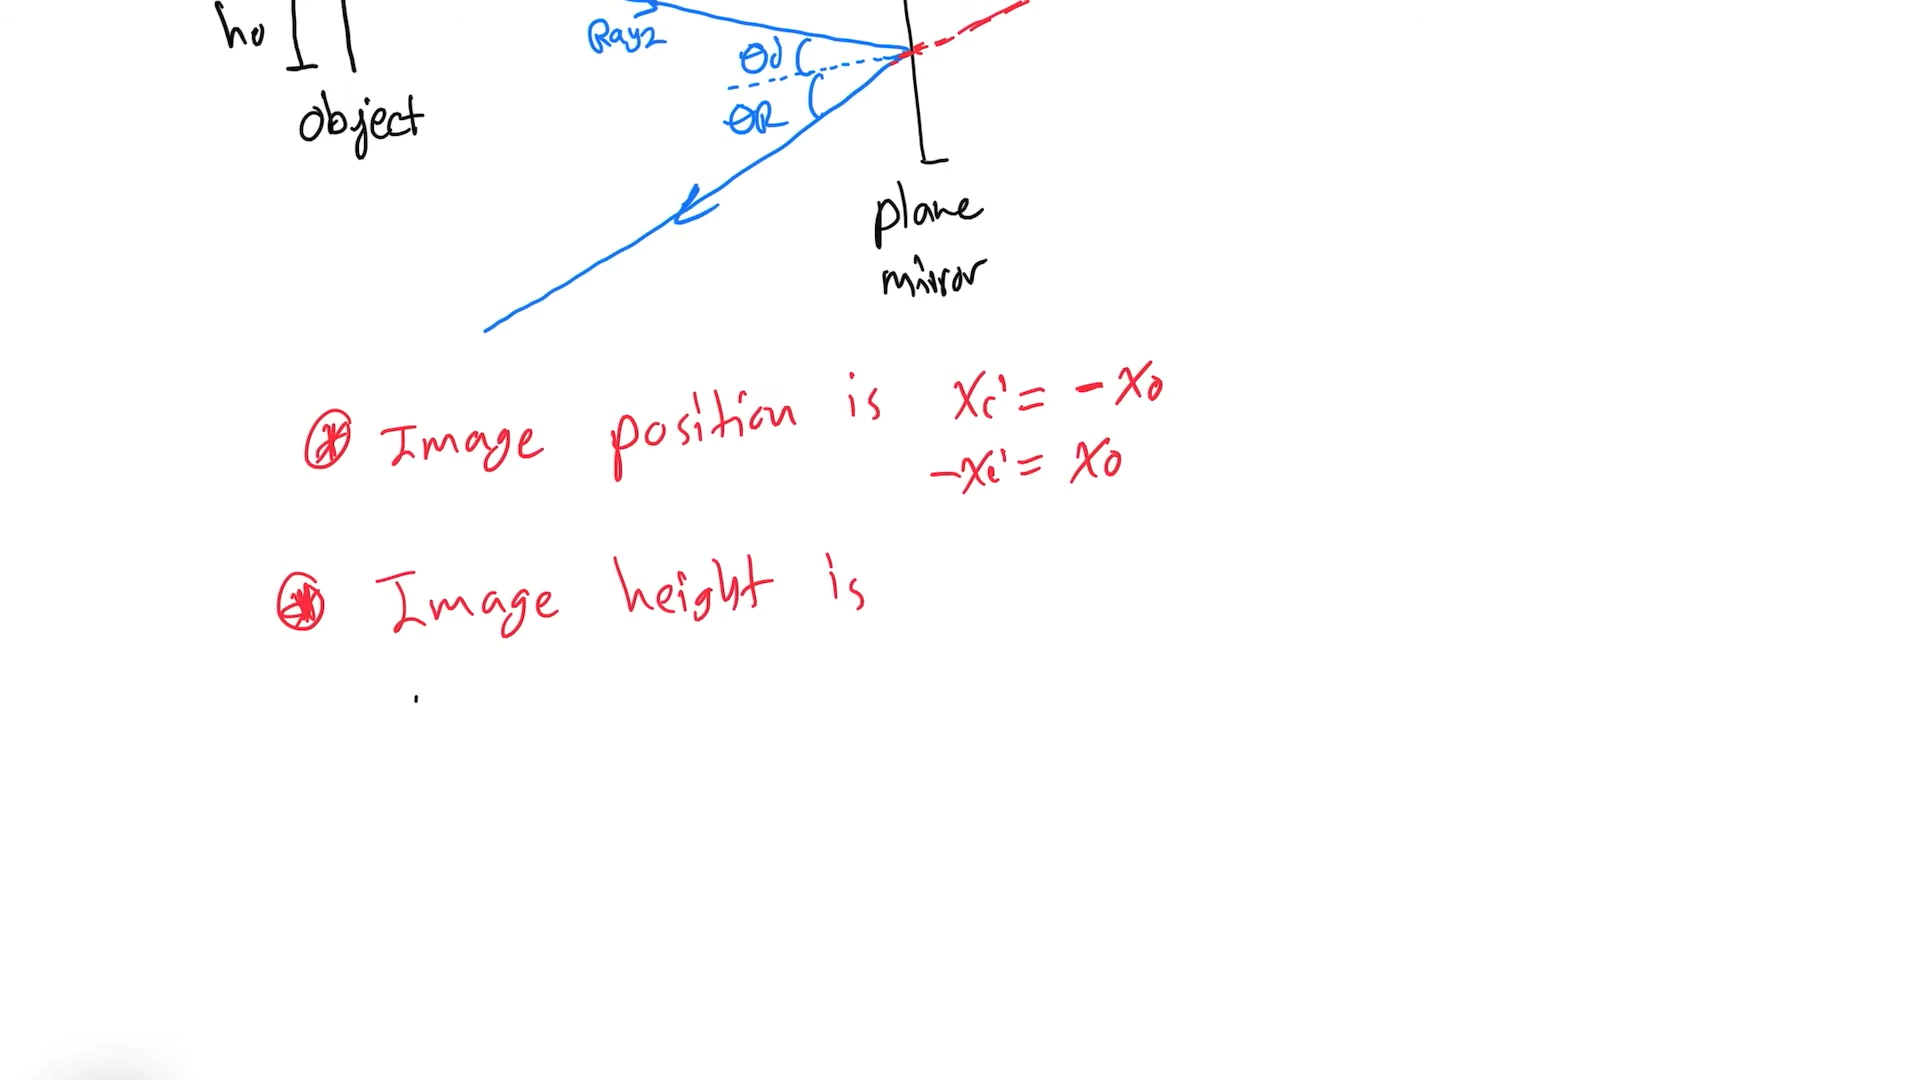 ho
Ray2
θd
θR
object
plane
mirror
⊛ Image position is Xi' = -Xo
-Xi' = Xo
⊛ Image height is